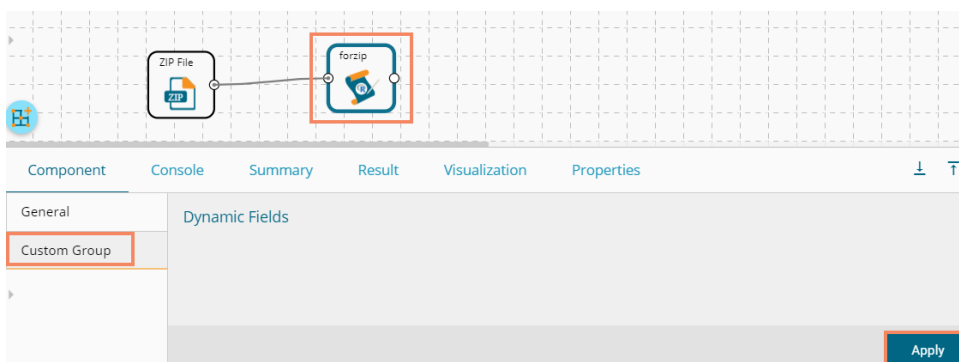 ZIP File
forzip
ZIP
R
Component Console Summary Result Visualization Properties
General
Dynamic Fields
Custom Group
Apply